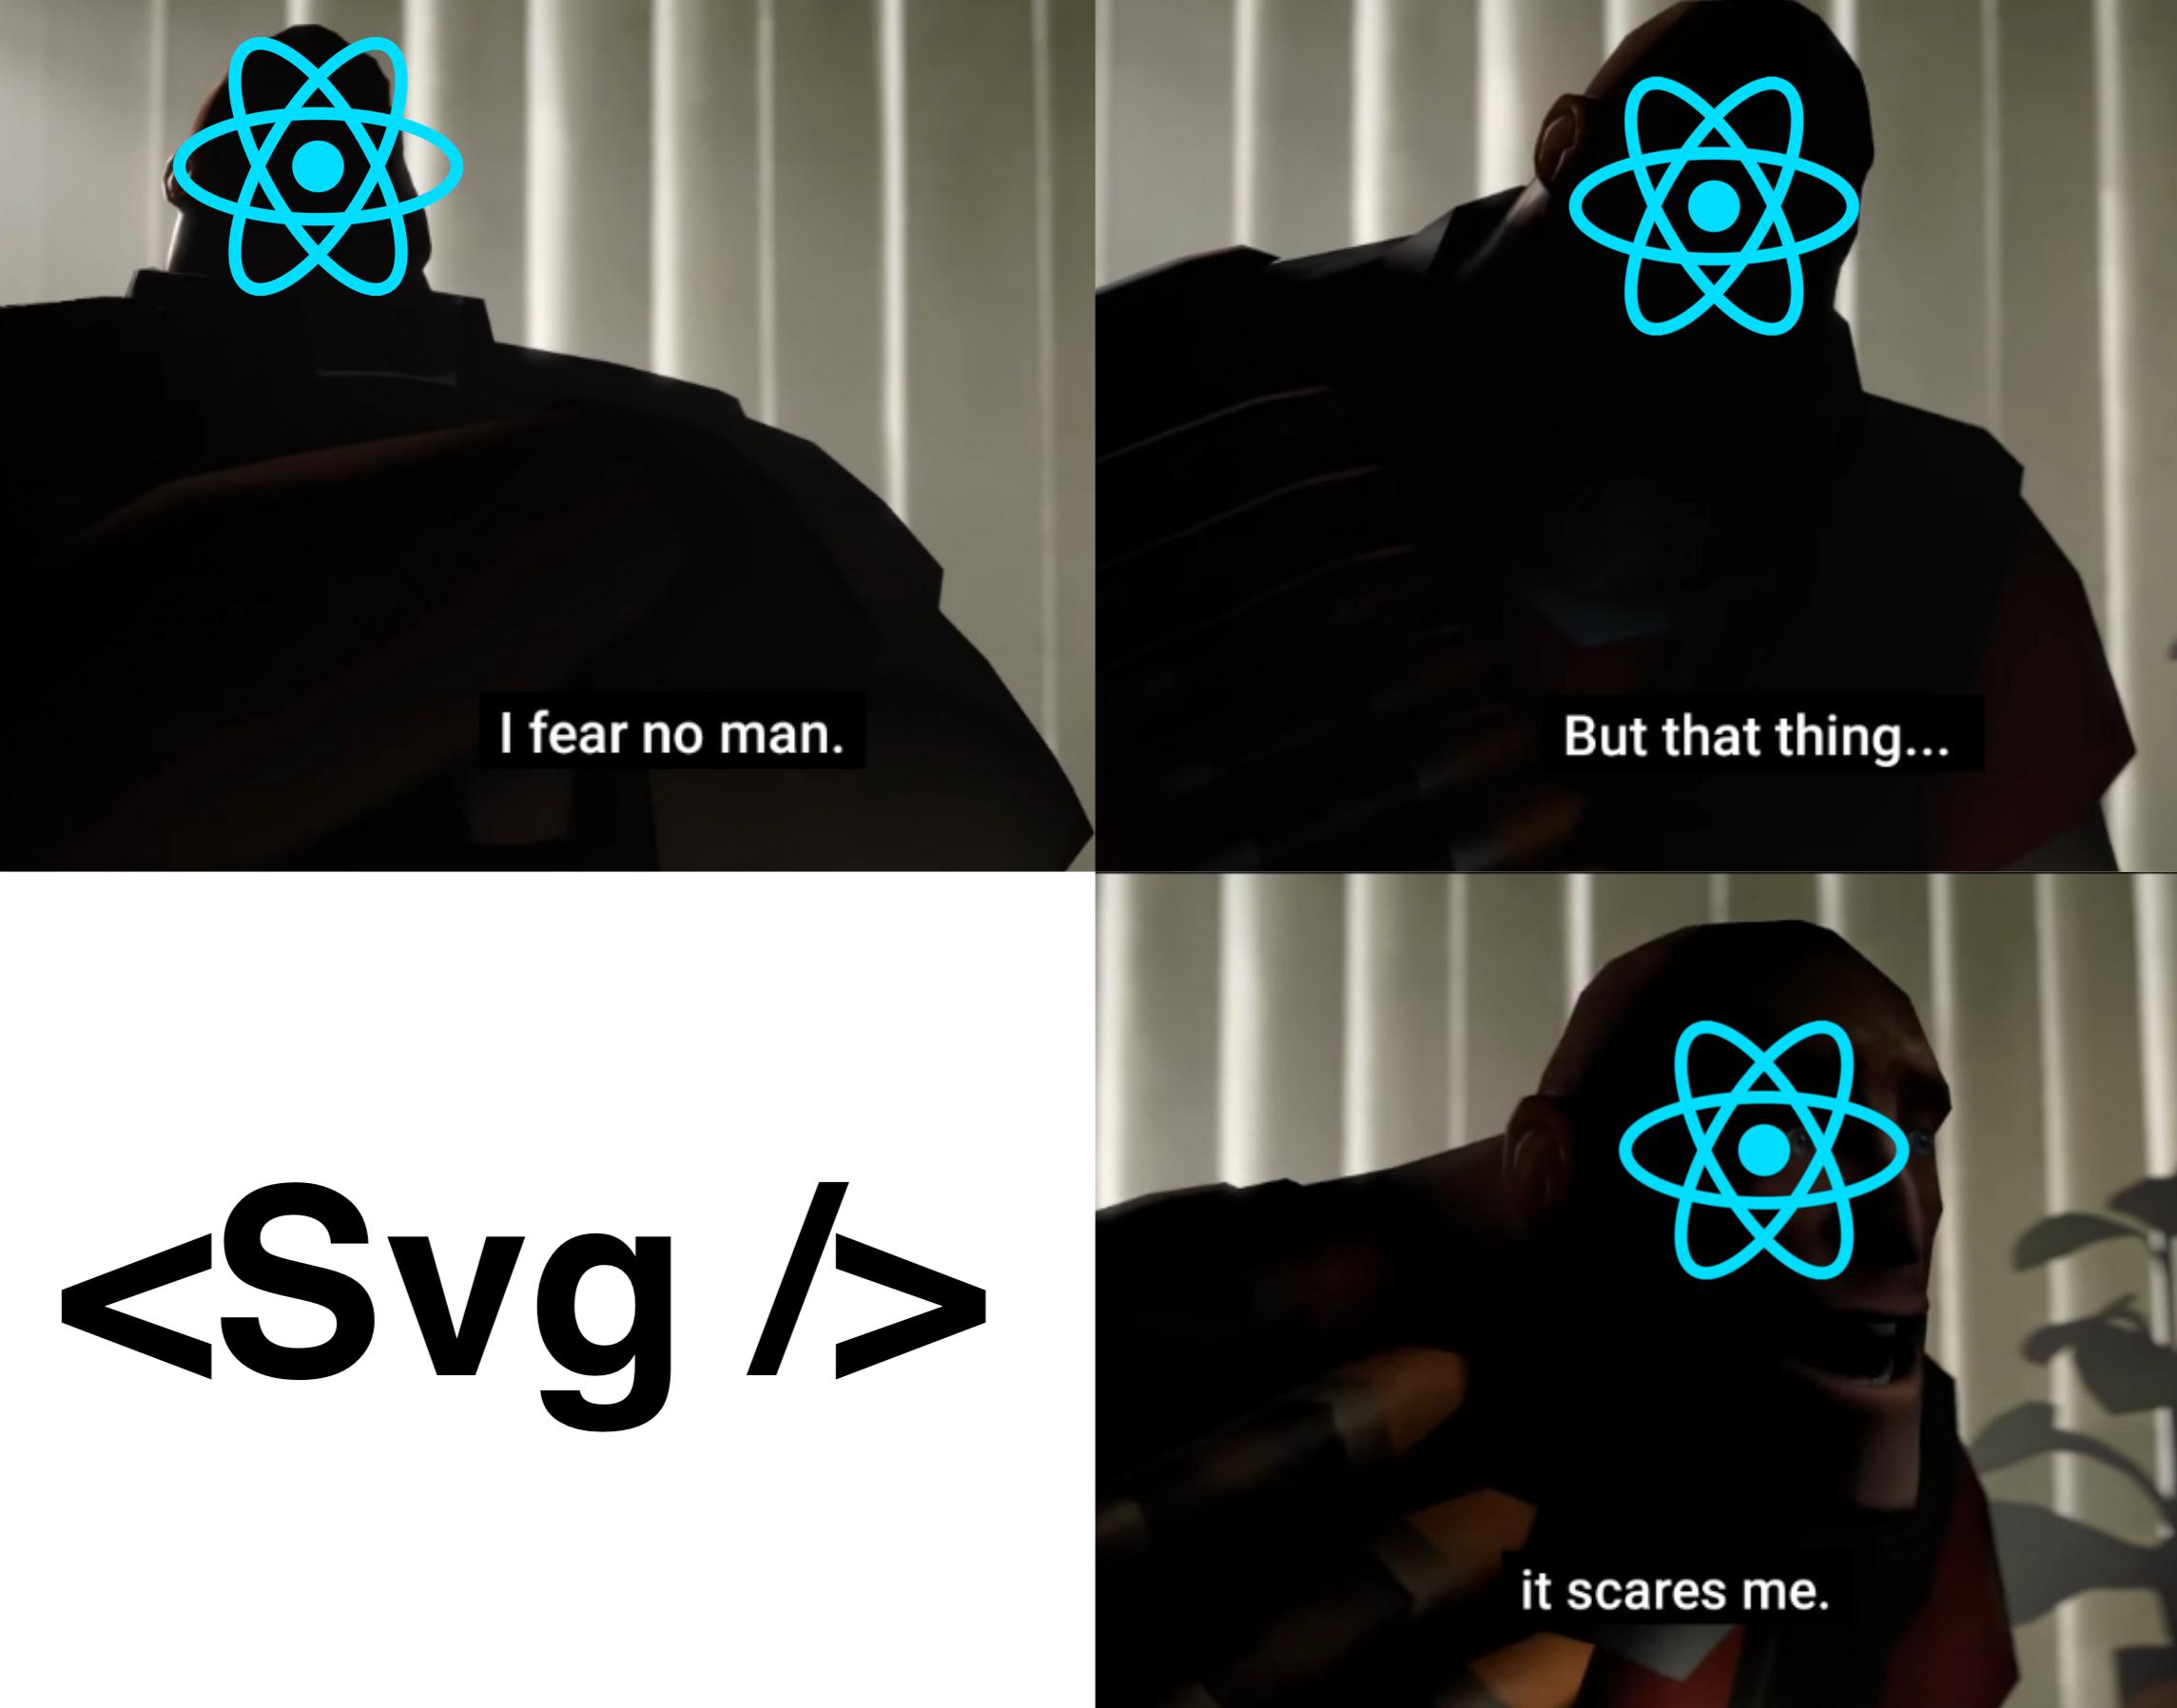 I fear no man.
But that thing...
<Svg />
it scares me.